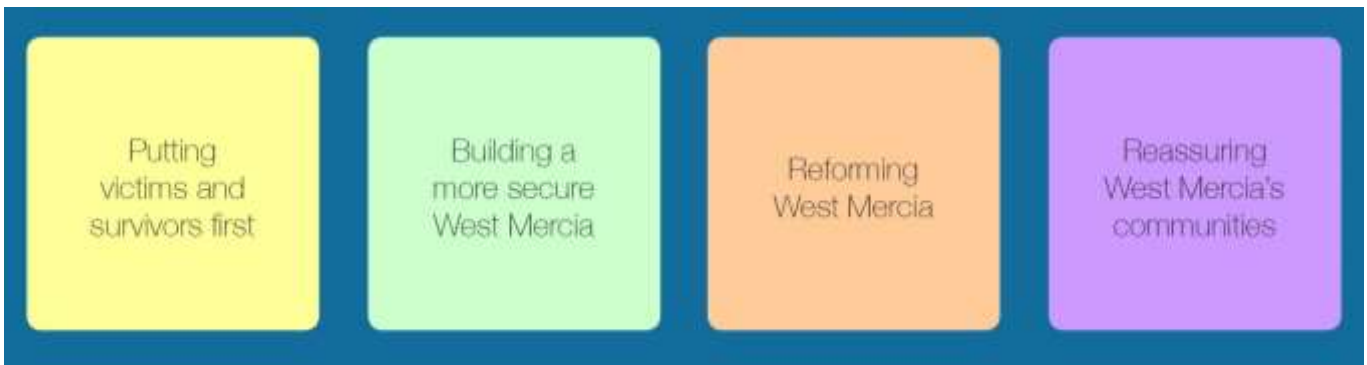 Putting
victims and
survivors first
Building a
more secure
West Mercia
Reforming
West Mercia
Reassuring
West Mercia's
communities